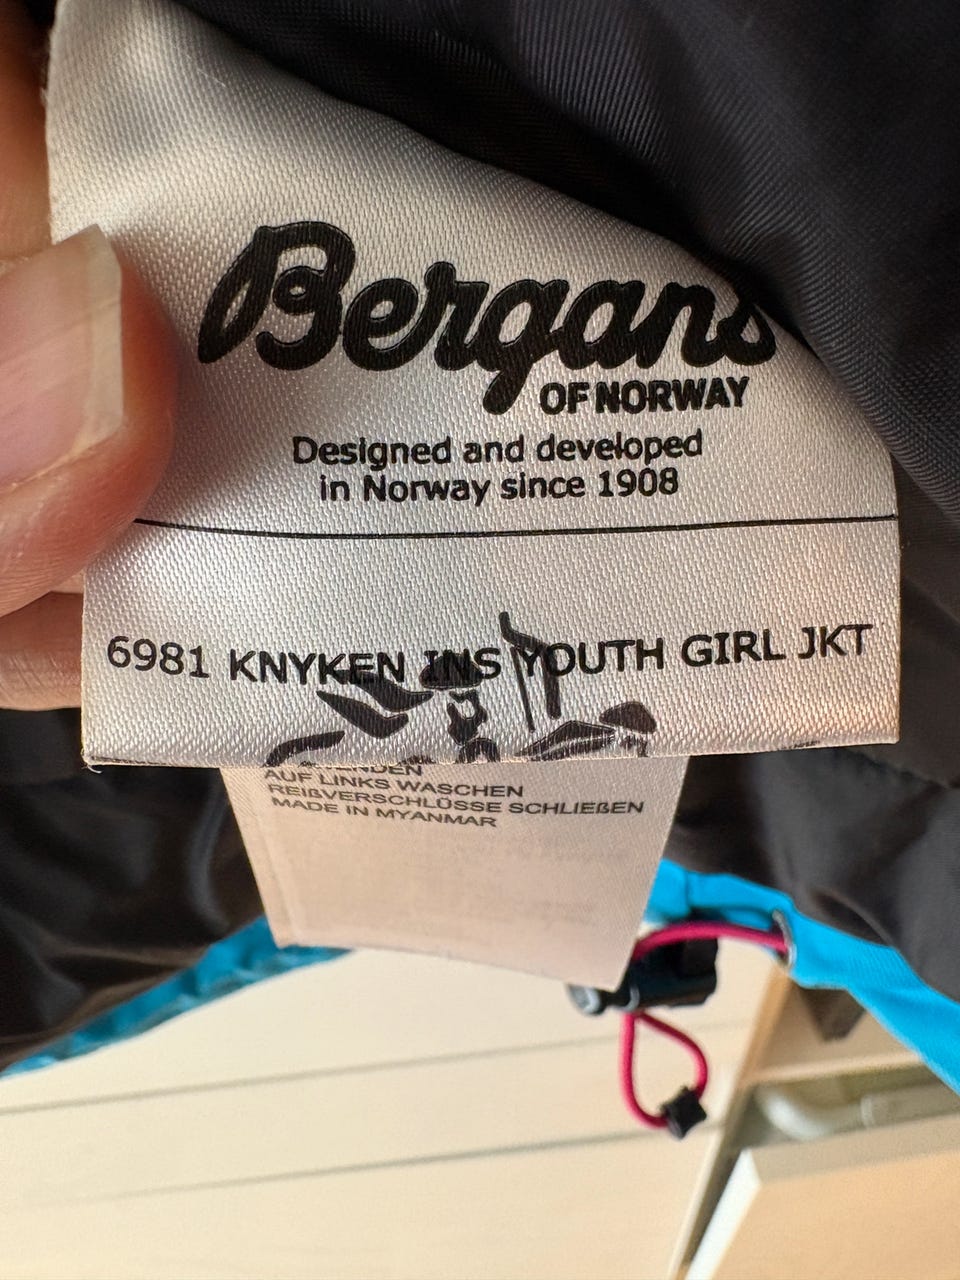 Bergans
OF NORWAY
Designed and developed
in Norway since 1908
6981 KNYKEN INS YOUTH GIRL JKT
AUF LINKS WASCHEN
REIßVERSCHLÜSSE SCHLIEßEN
MADE IN MYANMAR